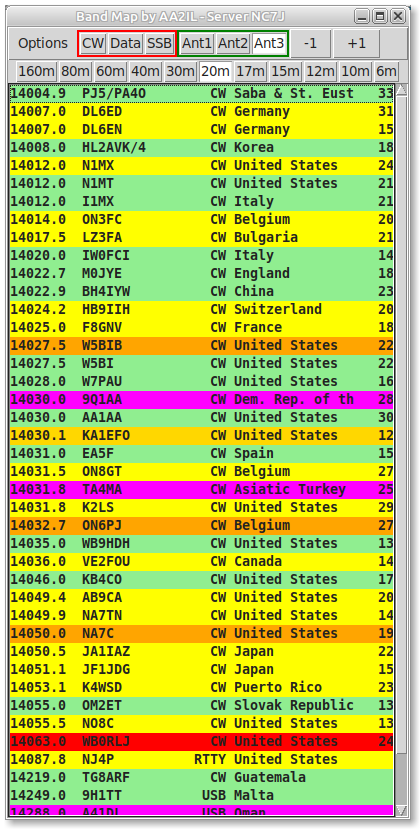 Band Map by AA2IL - Server NC7J
Options CW Data SSB Ant1 Ant2 Ant3 -1 +1
160m 80m 60m 40m 30m 20m 17m 15m 12m 10m 6m
14004.9 PJ5/PA4O CW Saba & St. Eust 33
14007.0 DL6ED CW Germany 31
14007.0 DL6EN CW Germany 15
14008.0 HL2AVK/4 CW Korea 18
14012.0 N1MX CW United States 24
14012.0 N1MT CW United States 21
14012.0 I1MX CW Italy 21
14014.0 ON3FC CW Belgium 20
14017.5 LZ3FA CW Bulgaria 21
14020.0 IW0FCI CW Italy 14
14022.7 M0JYE CW England 18
14022.9 BH4IYW CW China 23
14024.2 HB9IIH CW Switzerland 20
14025.0 F8GNV CW France 18
14027.5 W5BIB CW United States 22
14027.5 W5BI CW United States 22
14028.0 W7PAU CW United States 16
14030.0 9Q1AA CW Dem. Rep. of th 28
14030.0 AA1AA CW United States 30
14030.1 KA1EFO CW United States 12
14031.0 EA5F CW Spain 15
14031.5 ON8GT CW Belgium 27
14031.8 TA4MA CW Asiatic Turkey 25
14031.8 K2LS CW United States 29
14032.7 ON6PJ CW Belgium 27
14035.0 WB9HDH CW United States 13
14036.0 VE2FOU CW Canada 14
14046.0 KB4CO CW United States 17
14049.4 AB9CA CW United States 20
14049.9 NA7TN CW United States 14
14050.0 NA7C CW United States 19
14050.5 JA1IAZ CW Japan 22
14051.1 JF1JDG CW Japan 15
14053.1 K4WSD CW Puerto Rico 23
14055.0 OM2ET CW Slovak Republic 13
14055.5 NO8C CW United States 13
14063.0 WB0RLJ CW United States 24
14087.8 NJ4P RTTY United States
14219.0 TG8ARF CW Guatemala
14249.0 9H1TT USB Malta
14288.0 A41DL USB Oman